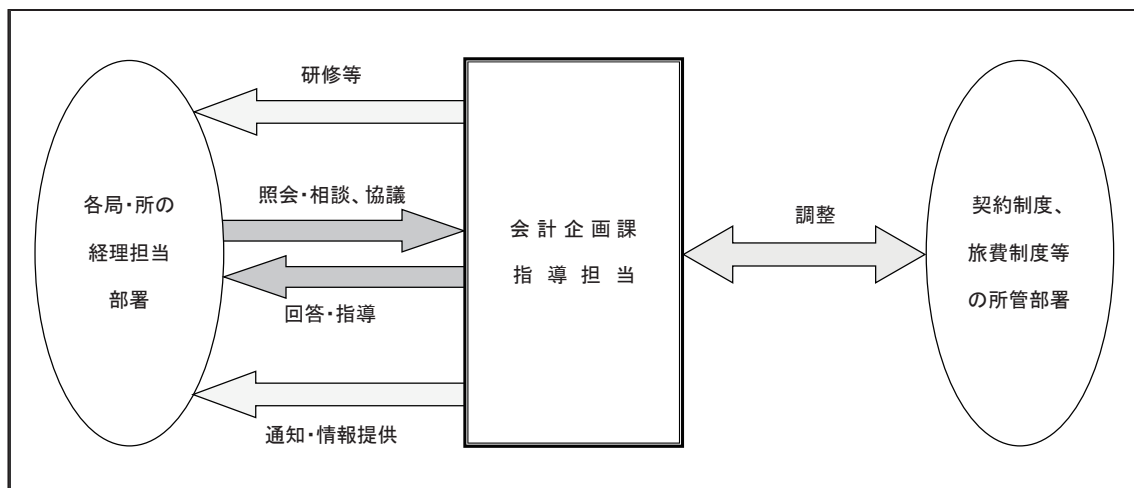 研修等
照会・相談、協議
各局・所の
経理担当
部署
回答・指導
通知・情報提供
会計企画課
指導担当
調整
契約制度、
旅費制度等
の所管部署